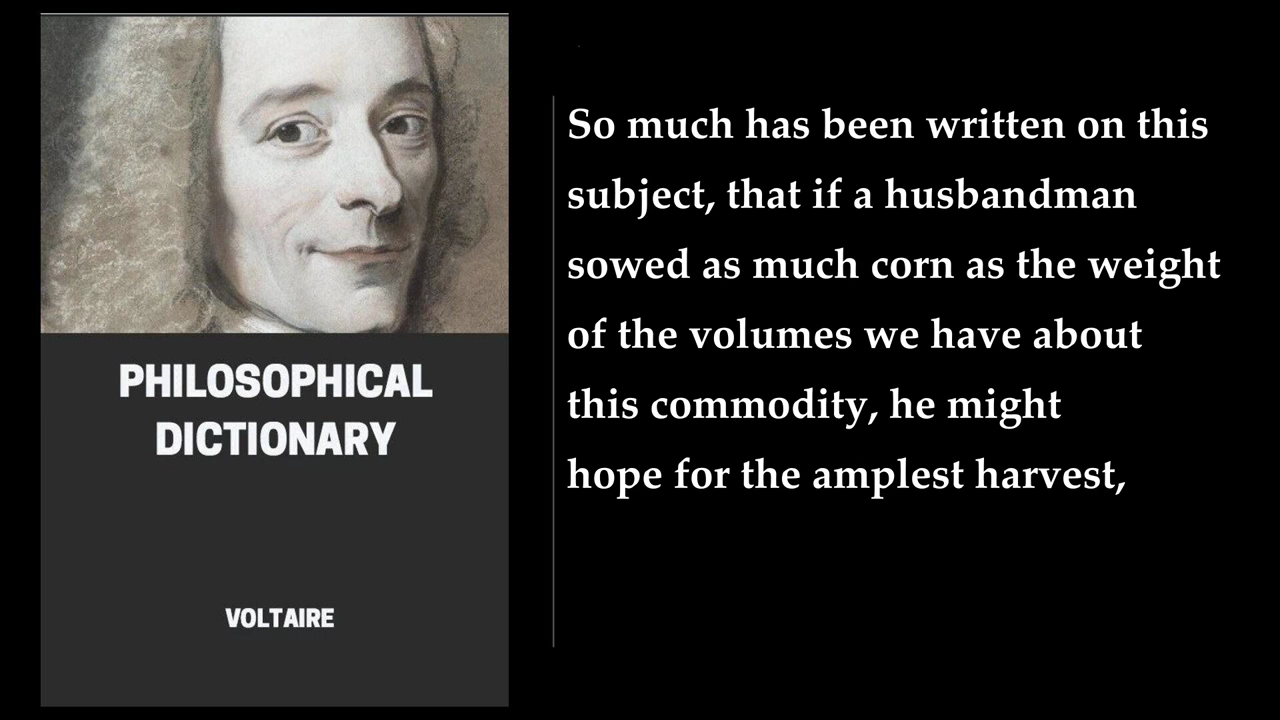 PHILOSOPHICAL
DICTIONARY
VOLTAIRE
So much has been written on this
subject, that if a husbandman
sowed as much corn as the weight
of the volumes we have about
this commodity, he might
hope for the amplest harvest,